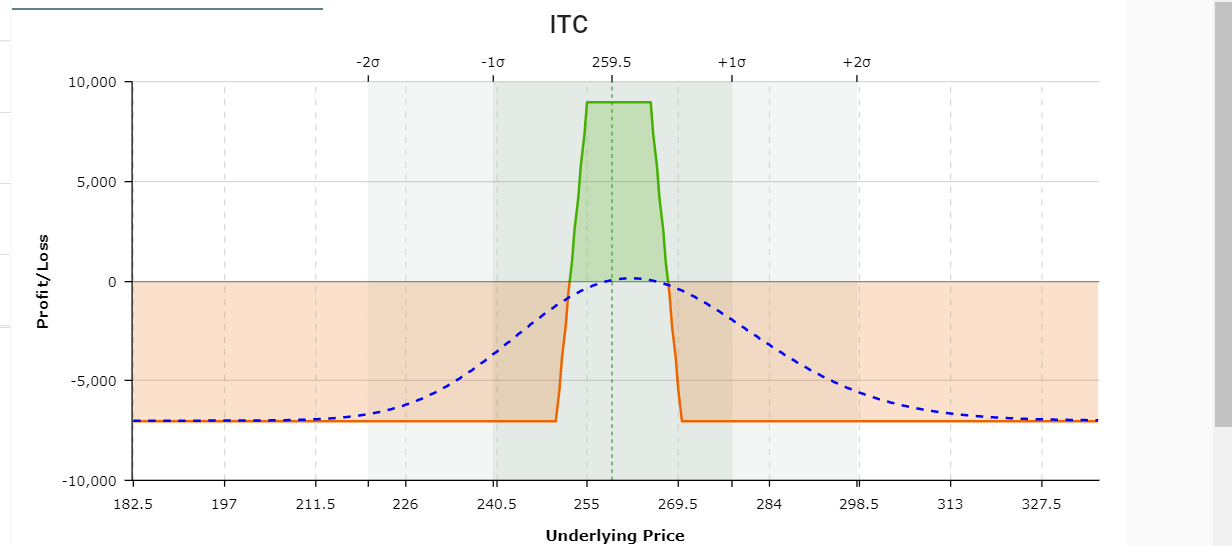 ITC
-2σ -1σ 259.5 +1σ +2σ
10,000
5,000
0
-5,000
-10,000
Profit/Loss
182.5 197 211.5 226 240.5 255 269.5 284 298.5 313 327.5
Underlying Price